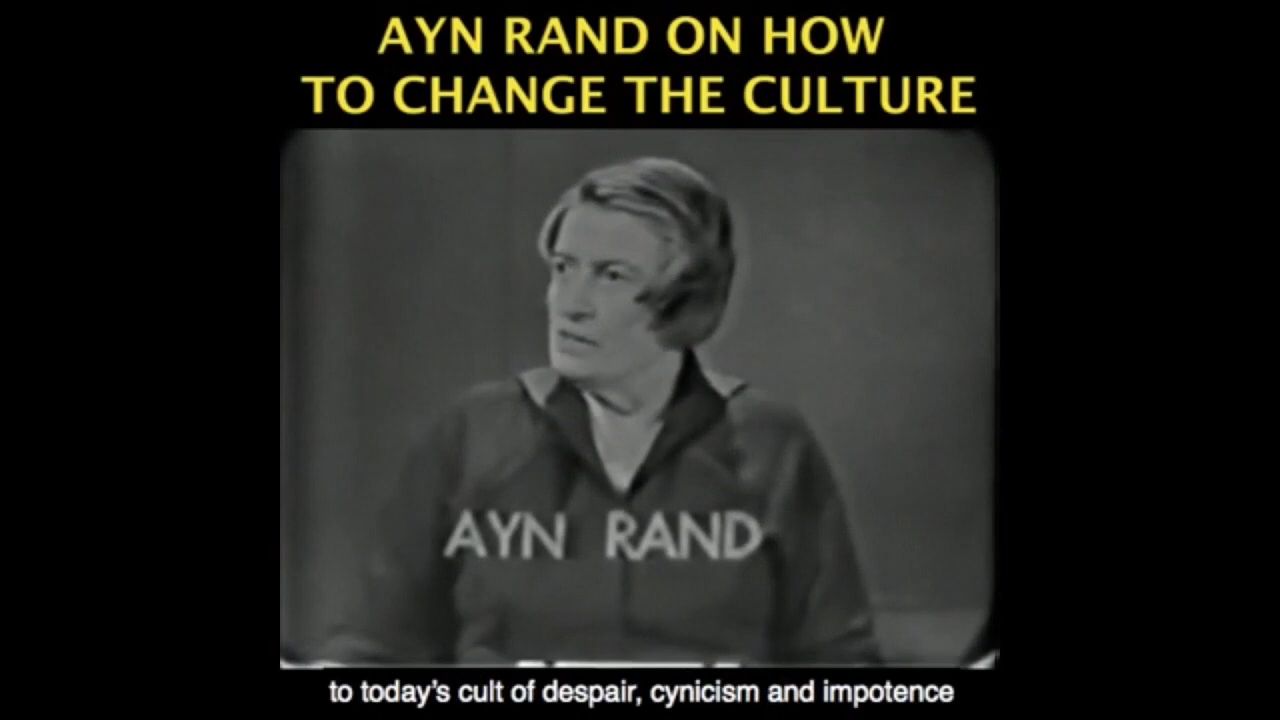 AYN RAND ON HOW
TO CHANGE THE CULTURE
AYN RAND
to today's cult of despair, cynicism and impotence